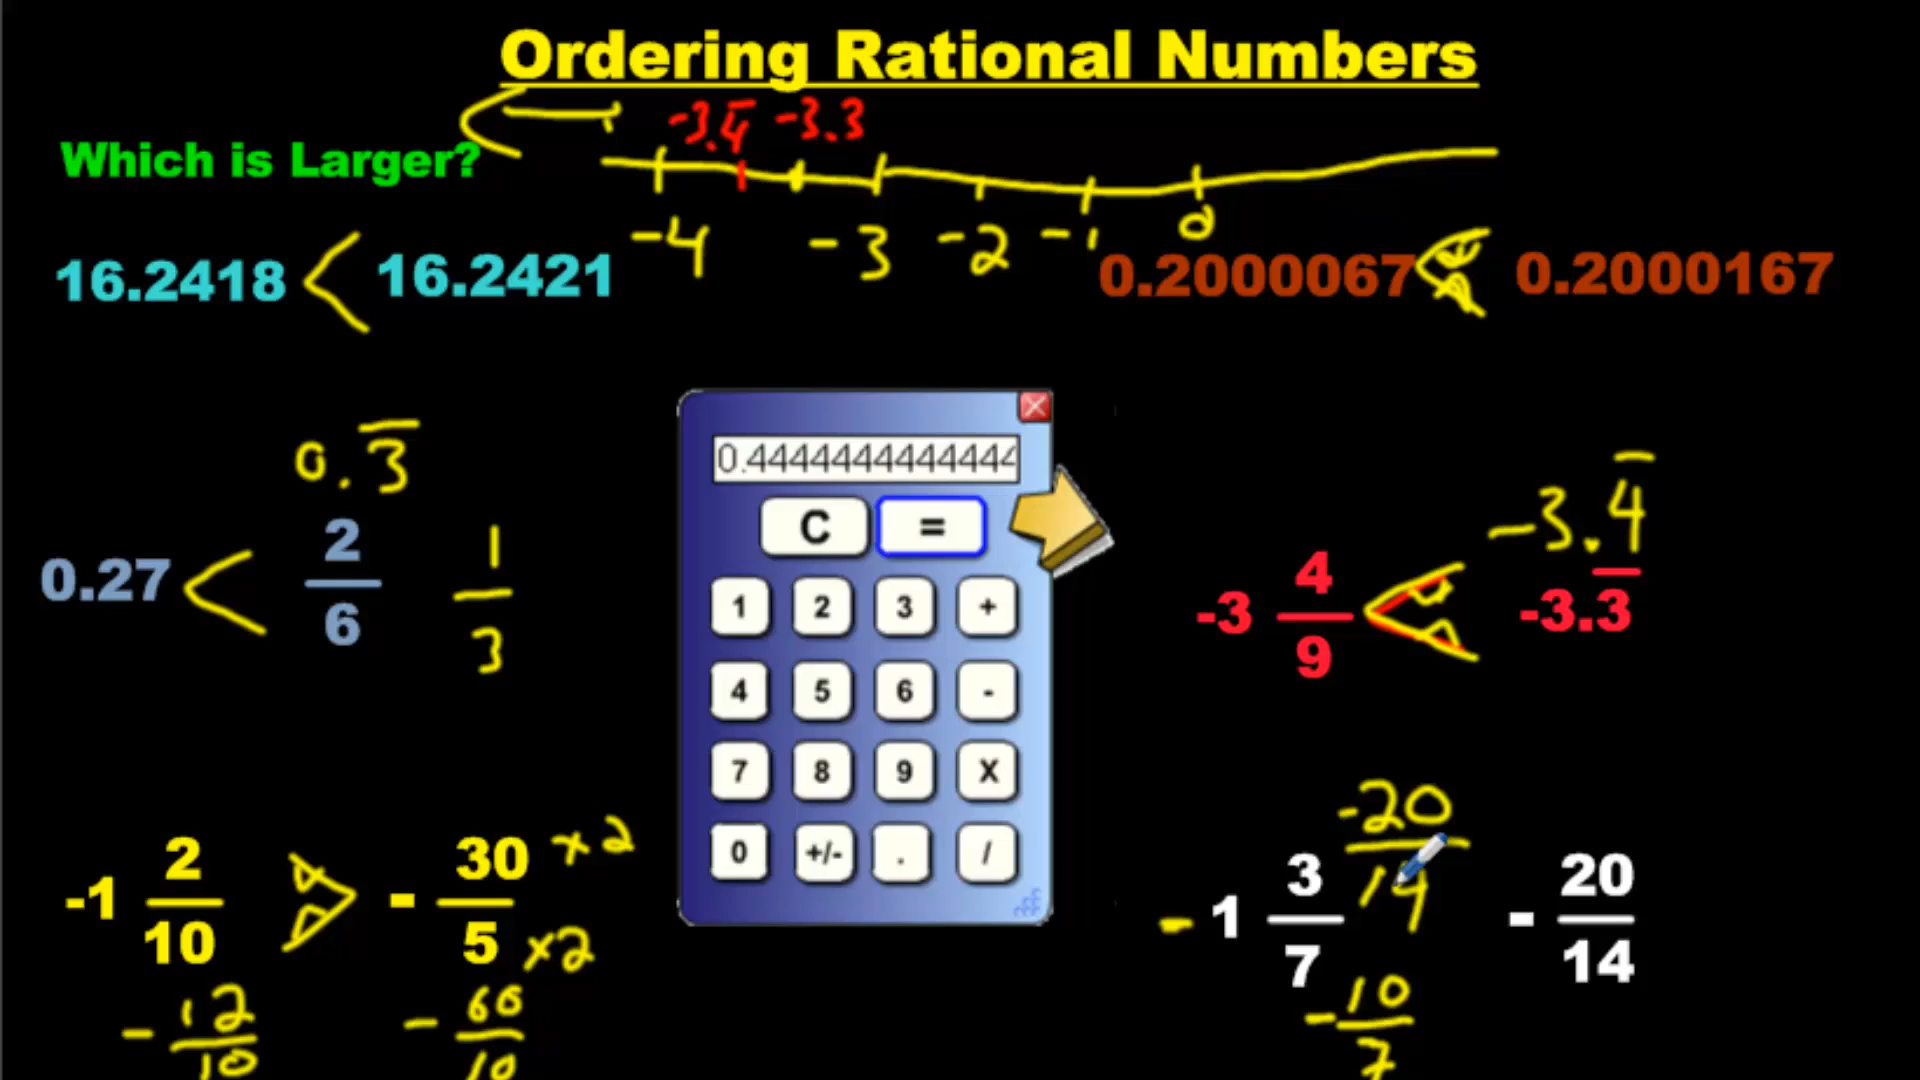 Ordering Rational Numbers
-3.4̅ -3.3
Which is Larger?
-4 -3 -2 -1 0
16.2418 < 16.2421
0.2000067 < 0.2000167
0.3̅
0.27 < 2/6 1/3
0.444444444444444
C =
1 2 3 +
4 5 6 -
7 8 9 X
0 +/- . /
-3.4̅
-3 4/9 < -3.3̅
-1 2/10 > - 30/5 ×2 ×2
- 12/10 - 60/10
-20/14
-1 3/7 - 20/14
- 10/7